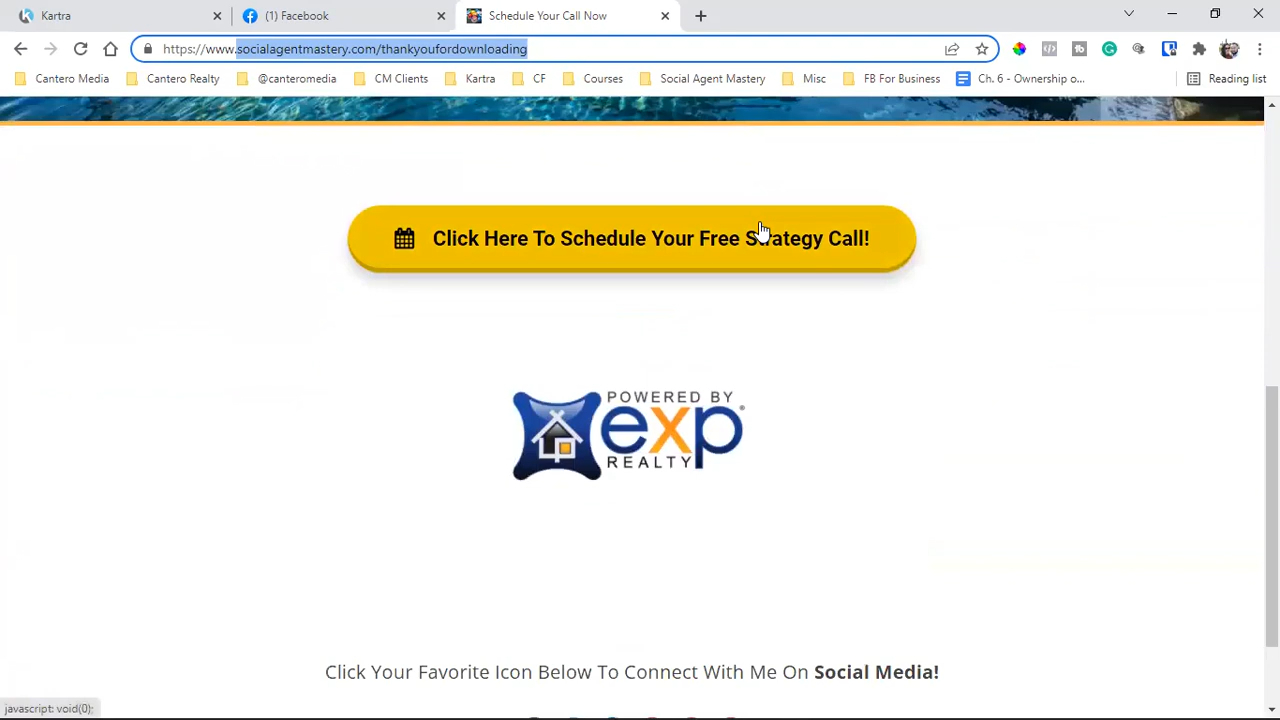 Kartra
(1) Facebook
Schedule Your Call Now
https://www.socialagentmastery.com/thankyoufordownloading
Cantero Media
Cantero Realty
@canteromedia
CM Clients
Kartra
CF
Courses
Social Agent Mastery
Misc
FB For Business
Ch. 6 - Ownership o...
Reading list
Click Here To Schedule Your Free Strategy Call!
POWERED BY
exp
REALTY
Click Your Favorite Icon Below To Connect With Me On Social Media!
javascript: void(0);